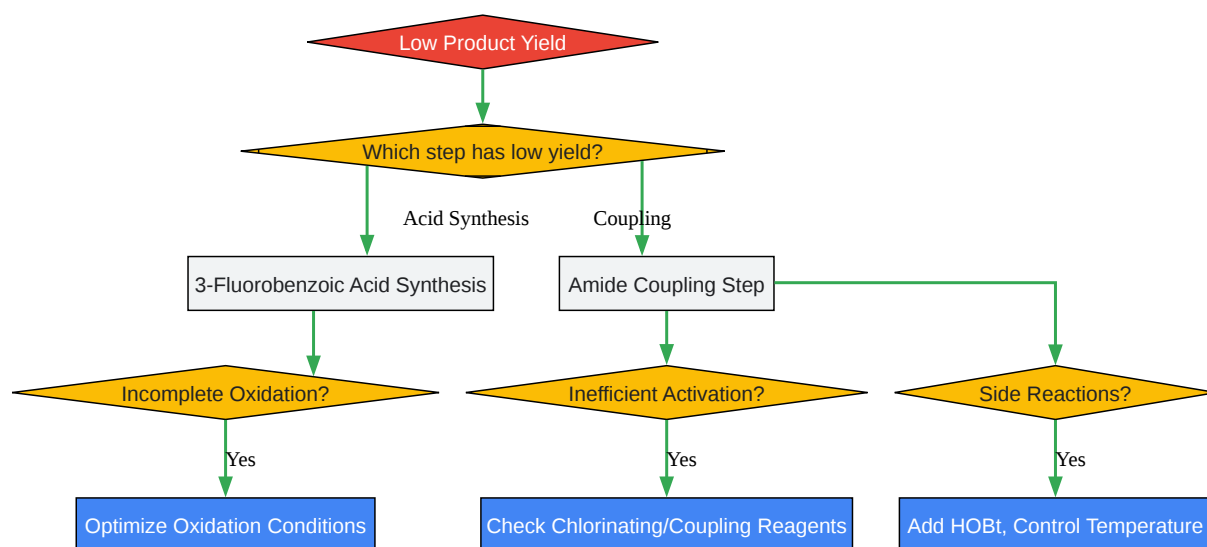 Low Product Yield
Which step has low yield?
Acid Synthesis
Coupling
3-Fluorobenzoic Acid Synthesis
Amide Coupling Step
Incomplete Oxidation?
Inefficient Activation?
Side Reactions?
Yes
Yes
Yes
Optimize Oxidation Conditions
Check Chlorinating/Coupling Reagents
Add HOBt, Control Temperature